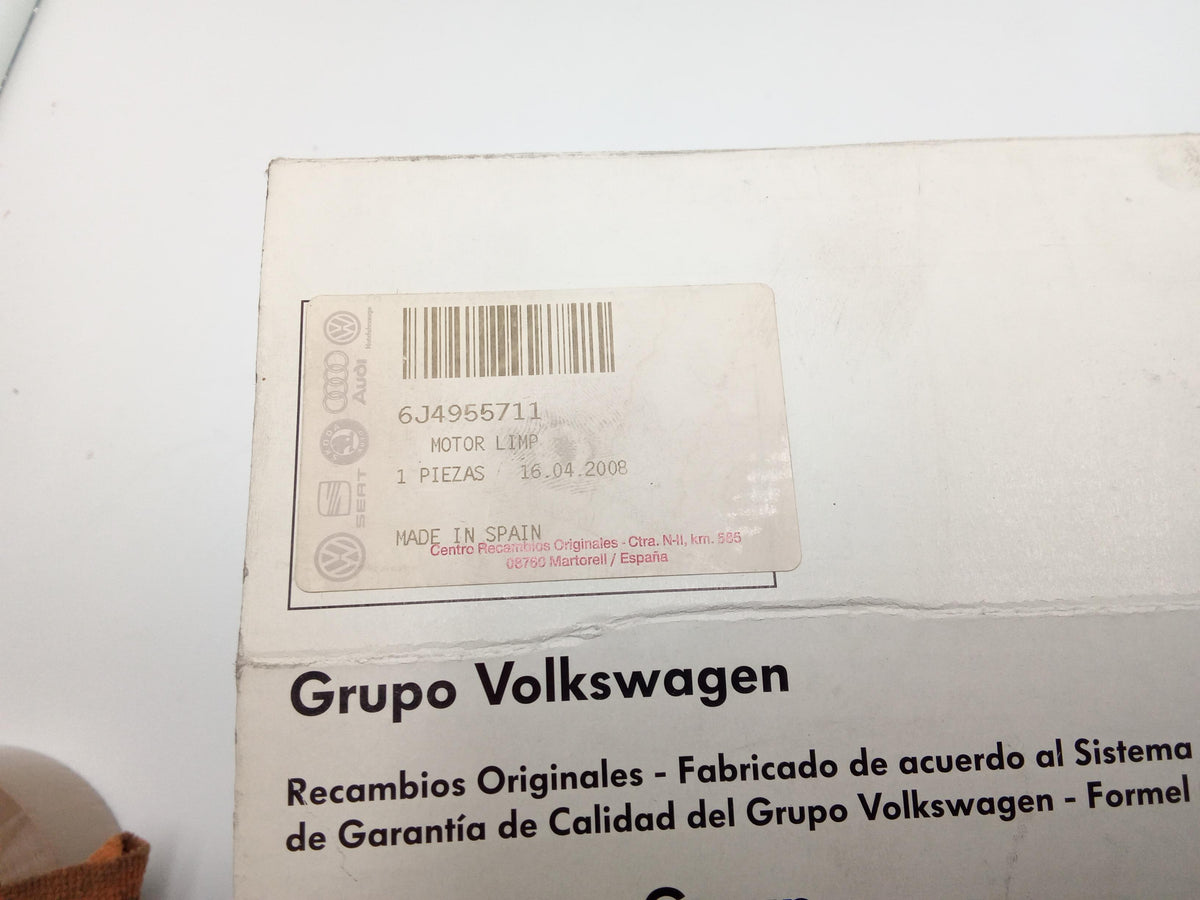 6J4955711
MOTOR LIMP
1 PIEZAS 16.04.2008
MADE IN SPAIN
Centro Recambios Originales - Ctra. N-II, km. 585
08760 Martorell / España
Audi
SEAT
Grupo Volkswagen
Recambios Originales - Fabricado de acuerdo al Sistema
de Garantía de Calidad del Grupo Volkswagen - Formel